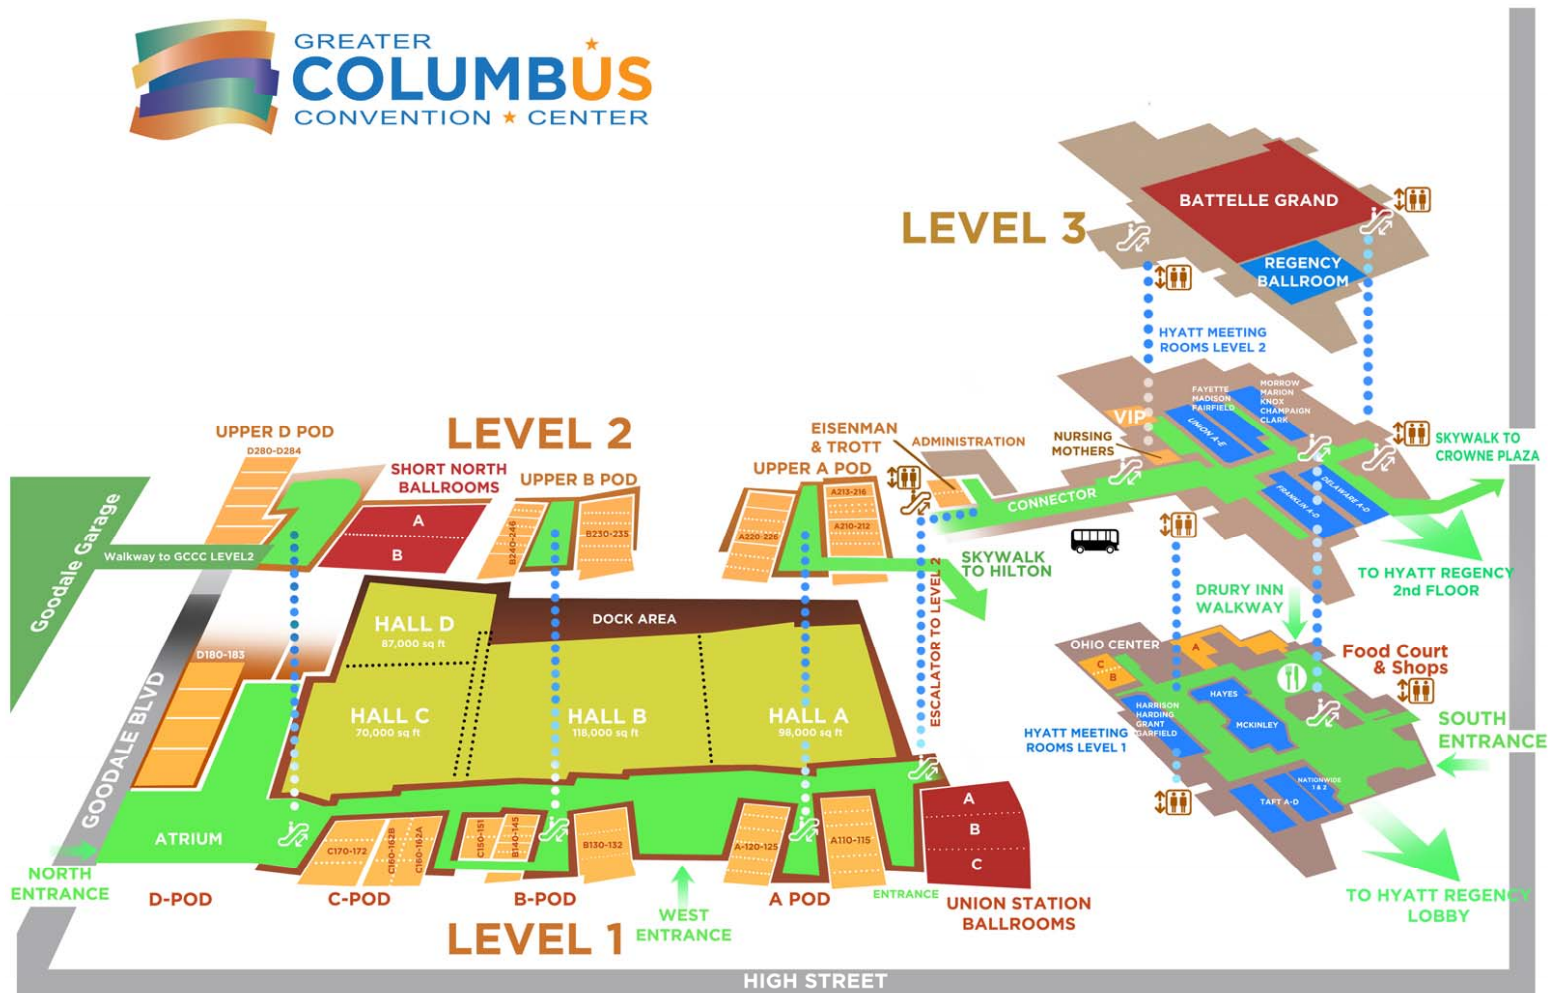 GREATER
COLUMBUS
CONVENTION ★ CENTER
LEVEL 3
BATTELLE GRAND
REGENCY
BALLROOM
HYATT MEETING
ROOMS LEVEL 2
FAYETTE
MADISON
FAIRFIELD
MORROW
MARION
KNOX
CHAMPAIGN
CLARK
VIP
UNION A-E
NURSING
MOTHERS
FRANKLIN A-D
DELAWARE A-D
SKYWALK TO
CROWNE PLAZA
TO HYATT REGENCY
2nd FLOOR
CONNECTOR
ADMINISTRATION
EISENMAN
& TROTT
LEVEL 2
UPPER D POD
D280-D284
SHORT NORTH
BALLROOMS
A
B
UPPER B POD
B240-246
B230-235
UPPER A POD
A220-226
A213-216
A210-212
SKYWALK
TO HILTON
ESCALATOR TO LEVEL 2
Goodale Garage
Walkway to GCCC LEVEL2
GOODALE BLVD
DOCK AREA
HALL D
87,000 sq ft
HALL C
70,000 sq ft
HALL B
118,000 sq ft
HALL A
98,000 sq ft
D180-183
ATRIUM
NORTH
ENTRANCE
D-POD
C170-172
C160-162B
C160-162A
C-POD
C150-151
B140-145
B130-132
B-POD
WEST
ENTRANCE
A-120-125
A110-115
A POD
ENTRANCE
A
B
C
UNION STATION
BALLROOMS
LEVEL 1
DRURY INN
WALKWAY
OHIO CENTER
A
C
B
Food Court
& Shops
HAYES
MCKINLEY
HARRISON
HARDING
GRANT
GARFIELD
HYATT MEETING
ROOMS LEVEL 1
TAFT A-D
NATIONWIDE
1 & 2
SOUTH
ENTRANCE
TO HYATT REGENCY
LOBBY
HIGH STREET